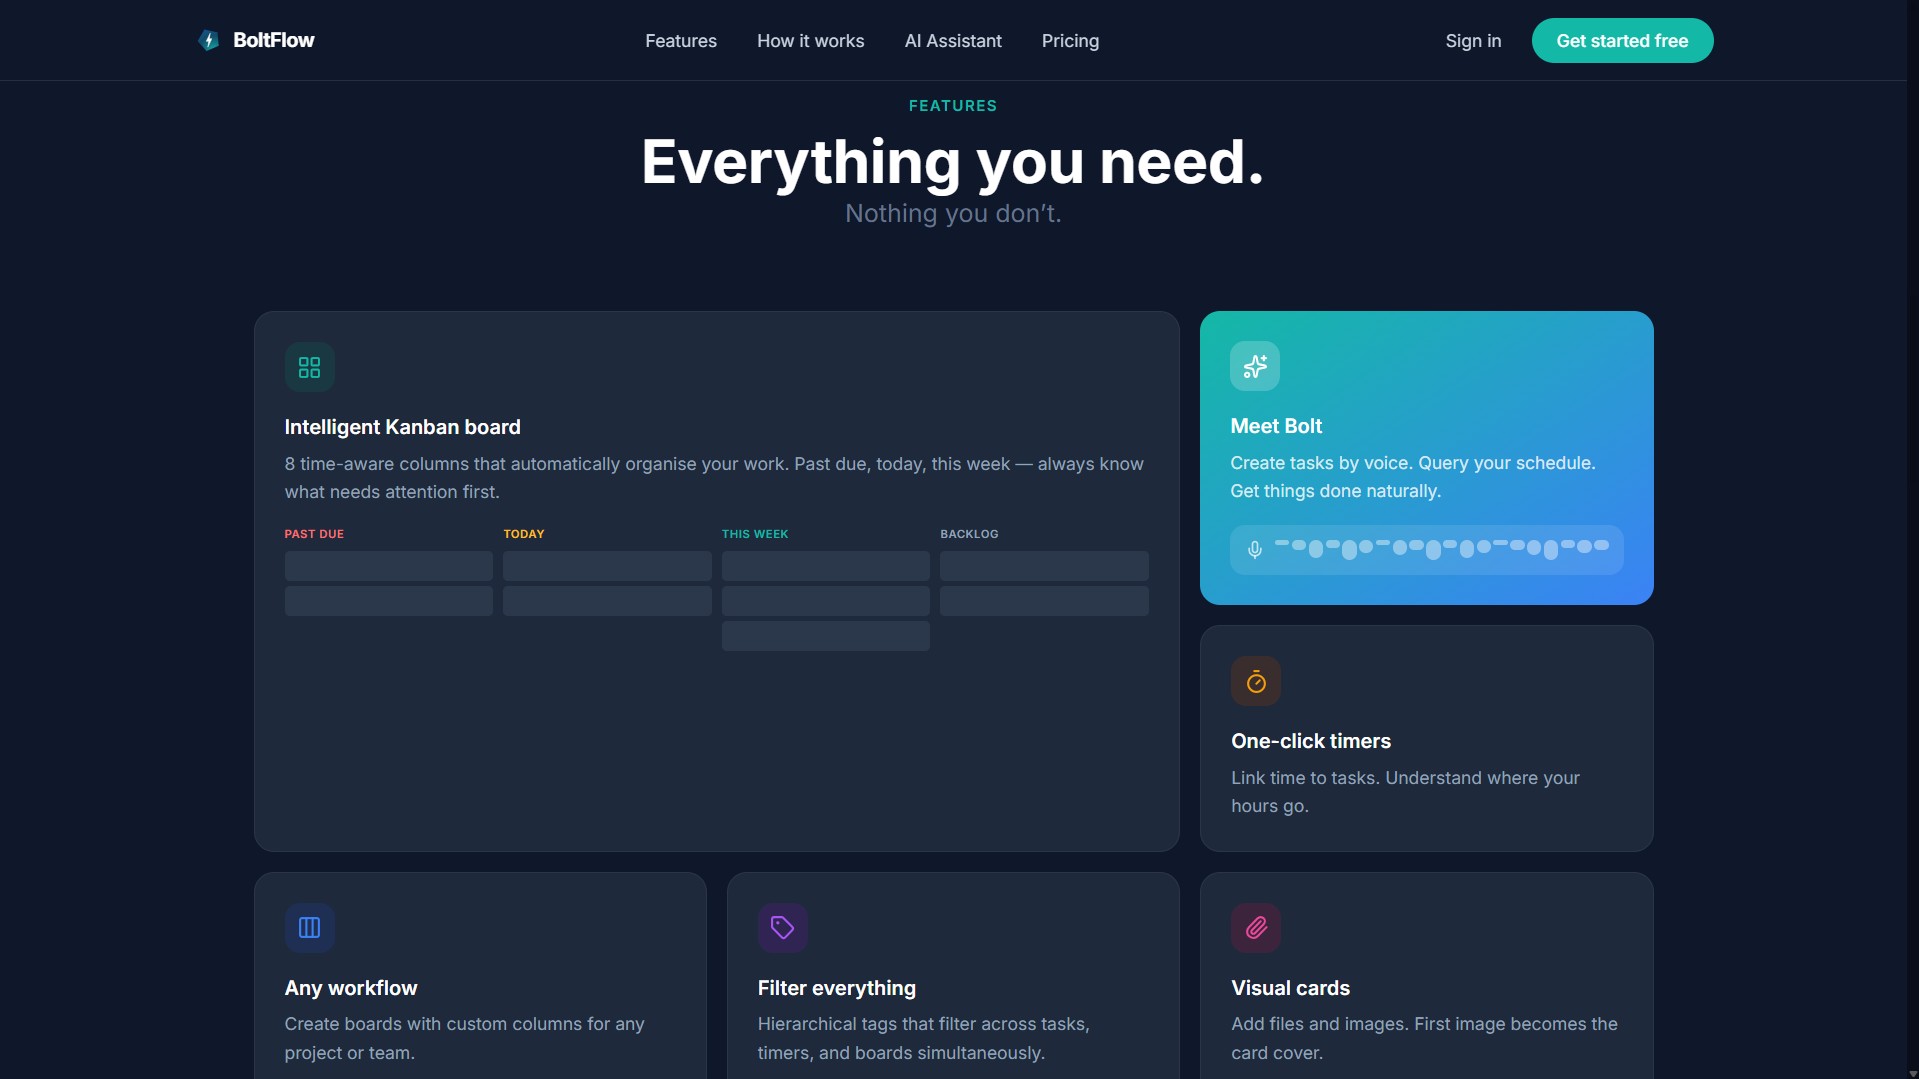 BoltFlow
Features
How it works
AI Assistant
Pricing
Sign in
Get started free
FEATURES
Everything you need.
Nothing you don’t.
Intelligent Kanban board
8 time-aware columns that automatically organise your work. Past due, today, this week — always know
what needs attention first.
PAST DUE
TODAY
THIS WEEK
BACKLOG
Meet Bolt
Create tasks by voice. Query your schedule.
Get things done naturally.
One-click timers
Link time to tasks. Understand where your
hours go.
Any workflow
Create boards with custom columns for any
project or team.
Filter everything
Hierarchical tags that filter across tasks,
timers, and boards simultaneously.
Visual cards
Add files and images. First image becomes the
card cover.